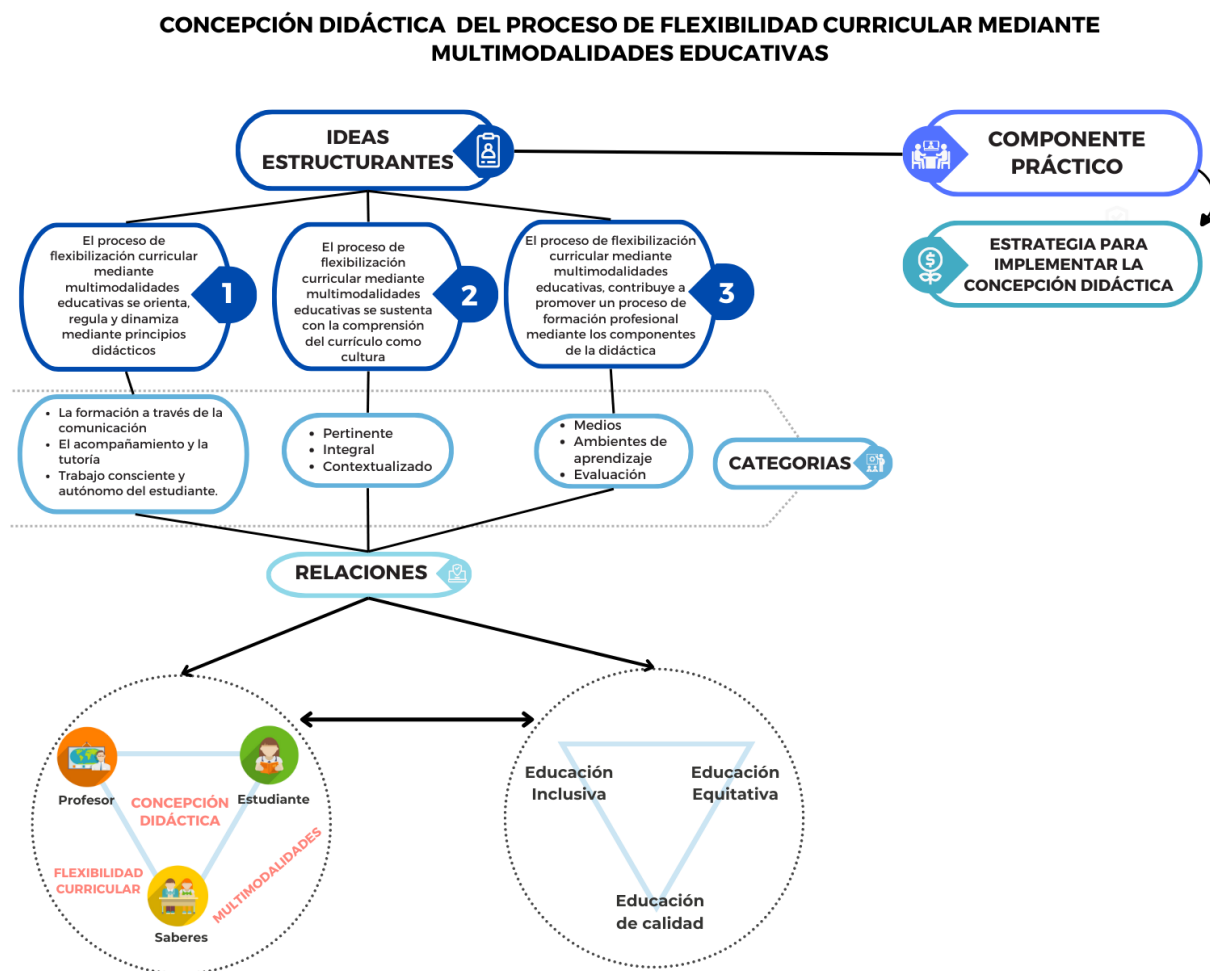 CONCEPCIÓN DIDÁCTICA DEL PROCESO DE FLEXIBILIDAD CURRICULAR MEDIANTE
MULTIMODALIDADES EDUCATIVAS
IDEAS
ESTRUCTURANTES
COMPONENTE
PRÁCTICO
ESTRATEGIA PARA
IMPLEMENTAR LA
CONCEPCIÓN DIDÁCTICA
El proceso de
flexibilización curricular
mediante
multimodalidades
educativas se orienta,
regula y dinamiza
mediante principios
didácticos
1
El proceso de
flexibilización
curricular mediante
multimodalidades
educativas se sustenta
con la comprensión
del currículo como
cultura
2
El proceso de flexibilización
curricular mediante
multimodalidades
educativas, contribuye a
promover un proceso de
formación profesional
mediante los componentes
de la didáctica
3
• La formación a través de la
comunicación
• El acompañamiento y la
tutoría
• Trabajo consciente y
autónomo del estudiante.
• Pertinente
• Integral
• Contextualizado
• Medios
• Ambientes de
aprendizaje
• Evaluación
CATEGORIAS
RELACIONES
Profesor
Estudiante
CONCEPCIÓN
DIDÁCTICA
FLEXIBILIDAD
CURRICULAR
MULTIMODALIDADES
Saberes
Educación
Inclusiva
Educación
Equitativa
Educación
de calidad